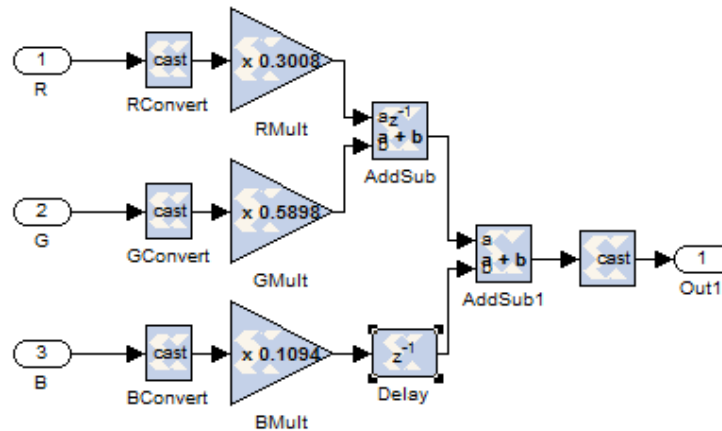 1
cast
x 0.3008
R
RConvert
RMult
a z⁻¹
a + b
b
AddSub
2
cast
x 0.5898
G
GConvert
GMult
a
a + b
b
AddSub1
cast
1
Out1
3
cast
x 0.1094
z⁻¹
B
BConvert
BMult
Delay